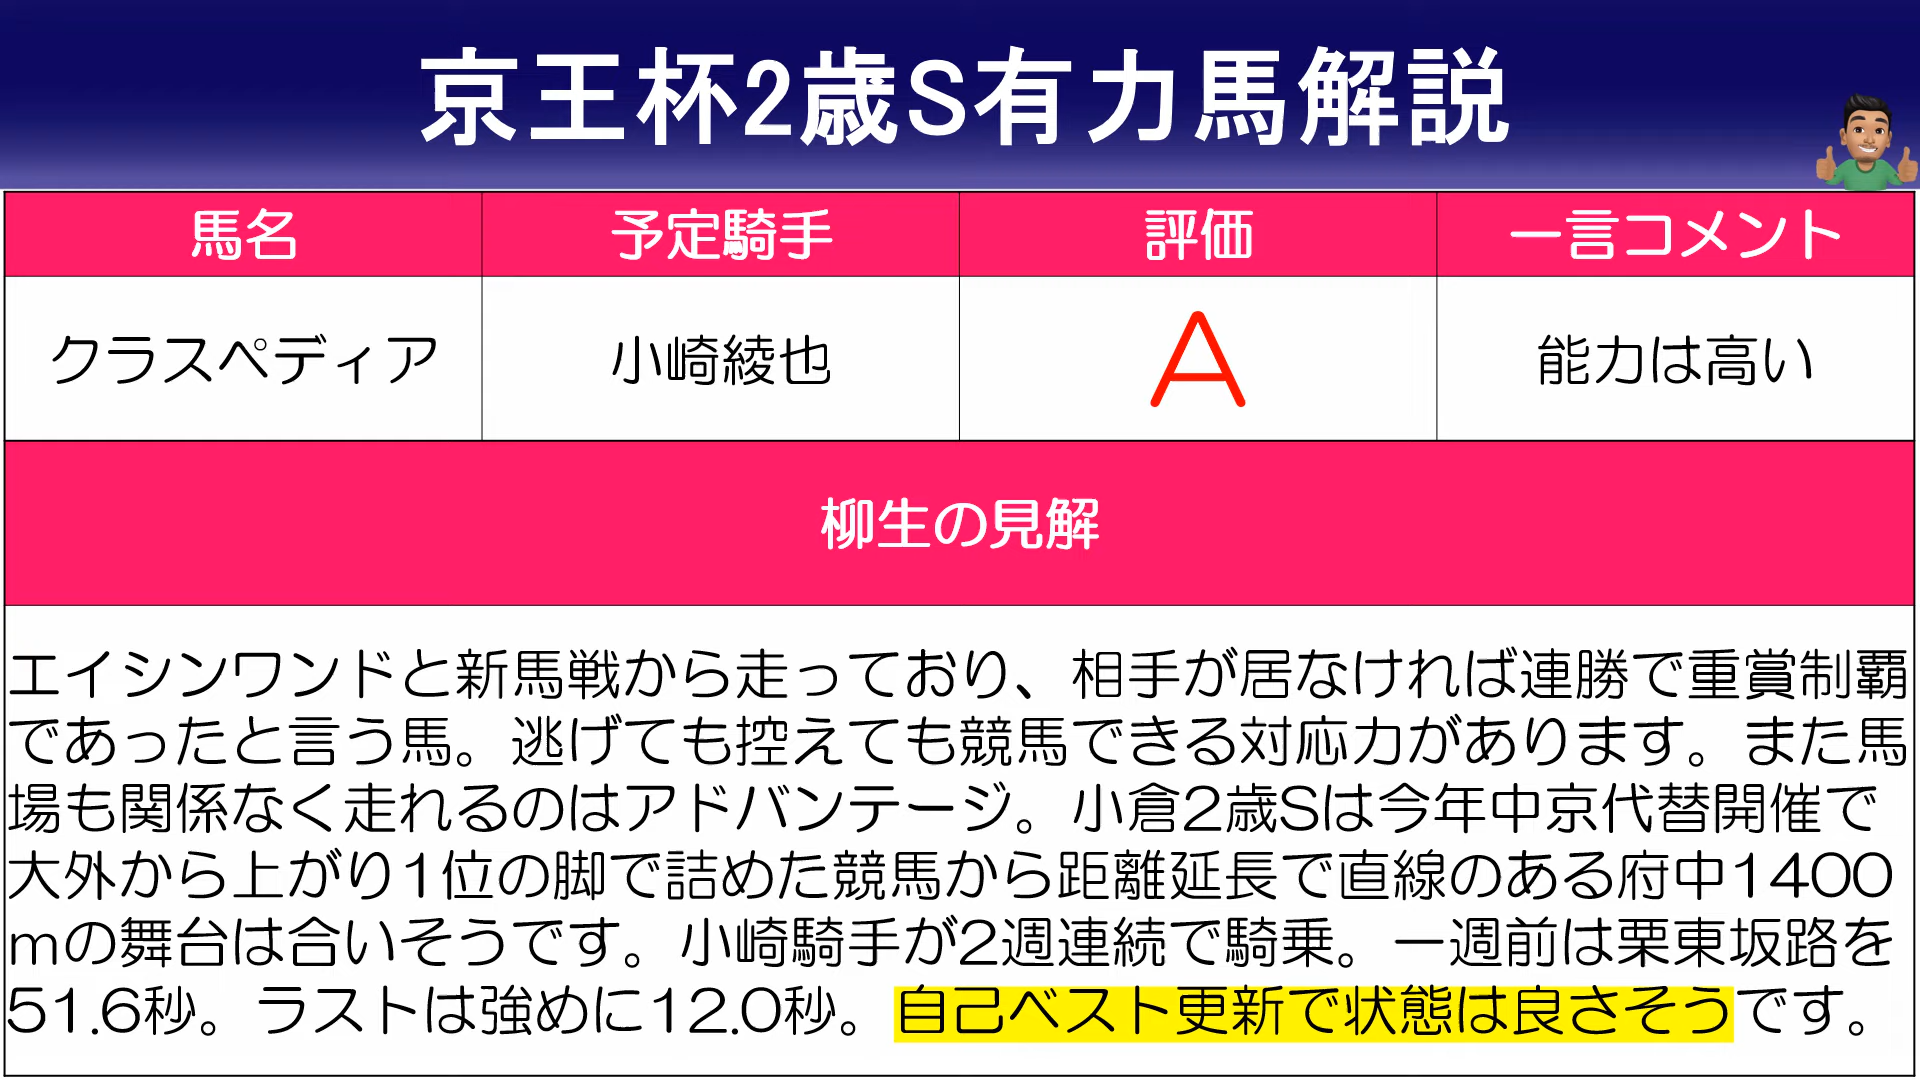 京王杯2歳S有力馬解説
馬名 予定騎手 評価 一言コメント
クラスペディア 小崎綾也 A 能力は高い
柳生の見解
エイシンワンドと新馬戦から走っており、相手が居なければ連勝で重賞制覇
であったと言う馬。逃げても控えても競馬できる対応力があります。また馬
場も関係なく走れるのはアドバンテージ。小倉2歳Sは今年中京代替開催で
大外から上がり1位の脚で詰めた競馬から距離延長で直線のある府中1400
mの舞台は合いそうです。小崎騎手が2週連続で騎乗。一週前は栗東坂路を
51.6秒。ラストは強めに12.0秒。自己ベスト更新で状態は良さそうです。